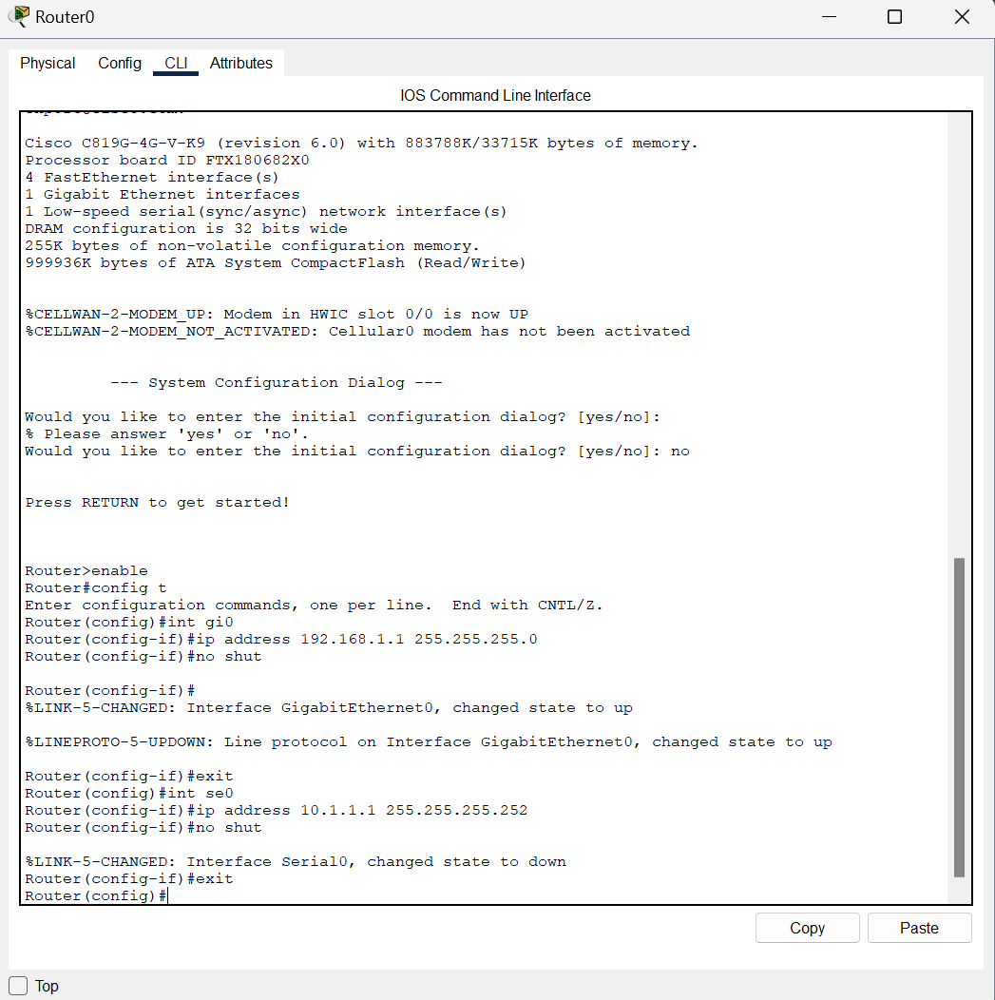 Router0
Physical Config CLI Attributes
IOS Command Line Interface
Cisco C819G-4G-V-K9 (revision 6.0) with 883788K/33715K bytes of memory.
Processor board ID FTX180682X0
4 FastEthernet interface(s)
1 Gigabit Ethernet interfaces
1 Low-speed serial(sync/async) network interface(s)
DRAM configuration is 32 bits wide
255K bytes of non-volatile configuration memory.
999936K bytes of ATA System CompactFlash (Read/Write)
%CELLWAN-2-MODEM_UP: Modem in HWIC slot 0/0 is now UP
%CELLWAN-2-MODEM_NOT_ACTIVATED: Cellular0 modem has not been activated
--- System Configuration Dialog ---
Would you like to enter the initial configuration dialog? [yes/no]:
% Please answer 'yes' or 'no'.
Would you like to enter the initial configuration dialog? [yes/no]: no
Press RETURN to get started!
Router>enable
Router#config t
Enter configuration commands, one per line.  End with CNTL/Z.
Router(config)#int gi0
Router(config-if)#ip address 192.168.1.1 255.255.255.0
Router(config-if)#no shut
Router(config-if)#
%LINK-5-CHANGED: Interface GigabitEthernet0, changed state to up
%LINEPROTO-5-UPDOWN: Line protocol on Interface GigabitEthernet0, changed state to up
Router(config-if)#exit
Router(config)#int se0
Router(config-if)#ip address 10.1.1.1 255.255.255.252
Router(config-if)#no shut
%LINK-5-CHANGED: Interface Serial0, changed state to down
Router(config-if)#exit
Router(config)#
Copy Paste
Top